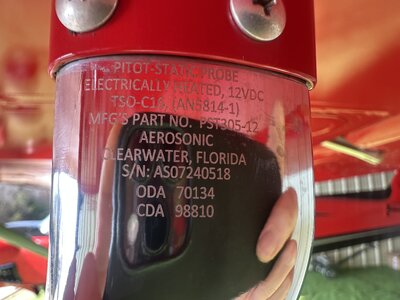 PITOT-STATIC PROBE
ELECTRICALLY HEATED, 12VDC
TSO-C16, (AN5814-1)
MFG'S PART NO. PST305-12
AEROSONIC
CLEARWATER, FLORIDA
S/N: AS07240518
ODA 70134
CDA 98810